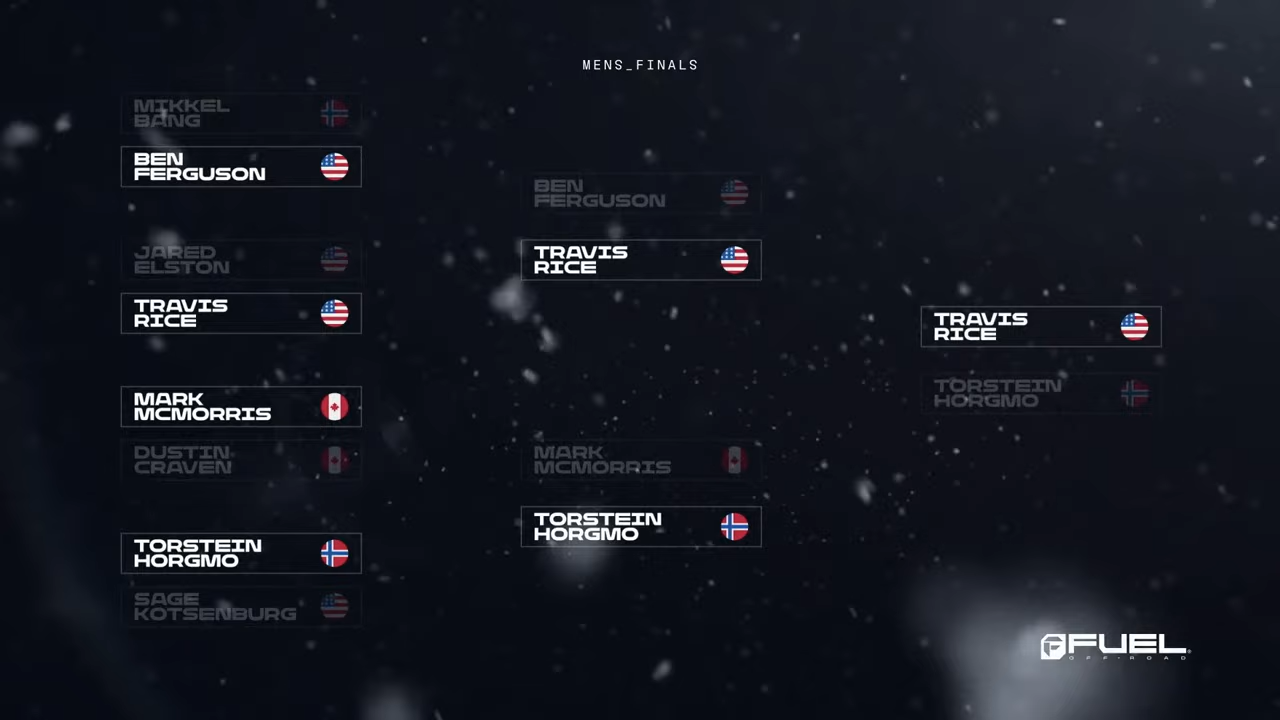 MENS_FINALS
MIKKEL
BANG
BEN
FERGUSON
JARED
ELSTON
TRAVIS
RICE
MARK
MCMORRIS
DUSTIN
CRAVEN
TORSTEIN
HORGMO
SAGE
KOTSENBURG
BEN
FERGUSON
TRAVIS
RICE
MARK
MCMORRIS
TORSTEIN
HORGMO
TRAVIS
RICE
TORSTEIN
HORGMO
FUEL
OFF-ROAD